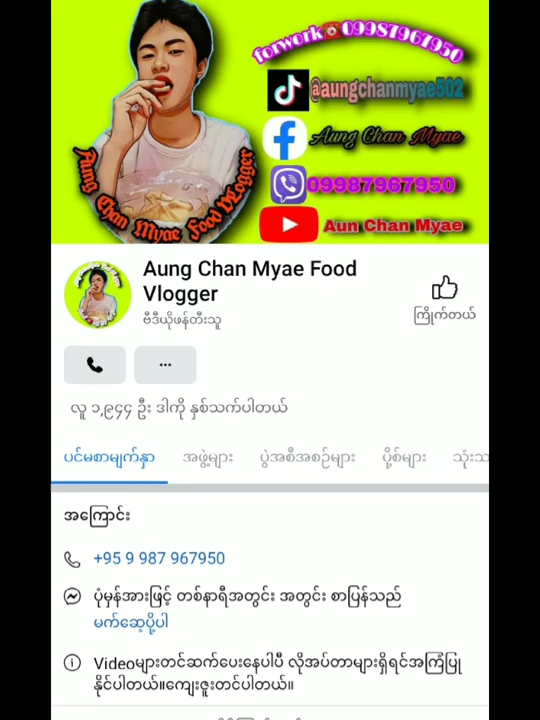 forwork☎09987967950
@aungchanmyae502
Aung Chan Myae
09987967950
Aun Chan Myae
Aung Chan Myae Food Vlogger
Aung Chan Myae Food
Vlogger
ဗီဒီယိုဖန်တီးသူ
ကြိုက်တယ်
လူ ၁,၉၄၄ ဦး ဒါကို နှစ်သက်ပါတယ်
ပင်မစာမျက်နှာ အဖွဲ့များ ပွဲအစီအစဉ်များ ပို့စ်များ သုံးသ
အကြောင်း
+95 9 987 967950
ပုံမှန်အားဖြင့် တစ်နာရီအတွင်း အတွင်း စာပြန်သည်
မက်ဆေ့ပို့ပါ
Videoများတင်ဆက်ပေးနေပါပီ လိုအပ်တာများရှိရင်အကြံပြု
နိုင်ပါတယ်။ကျေးဇူးတင်ပါတယ်။